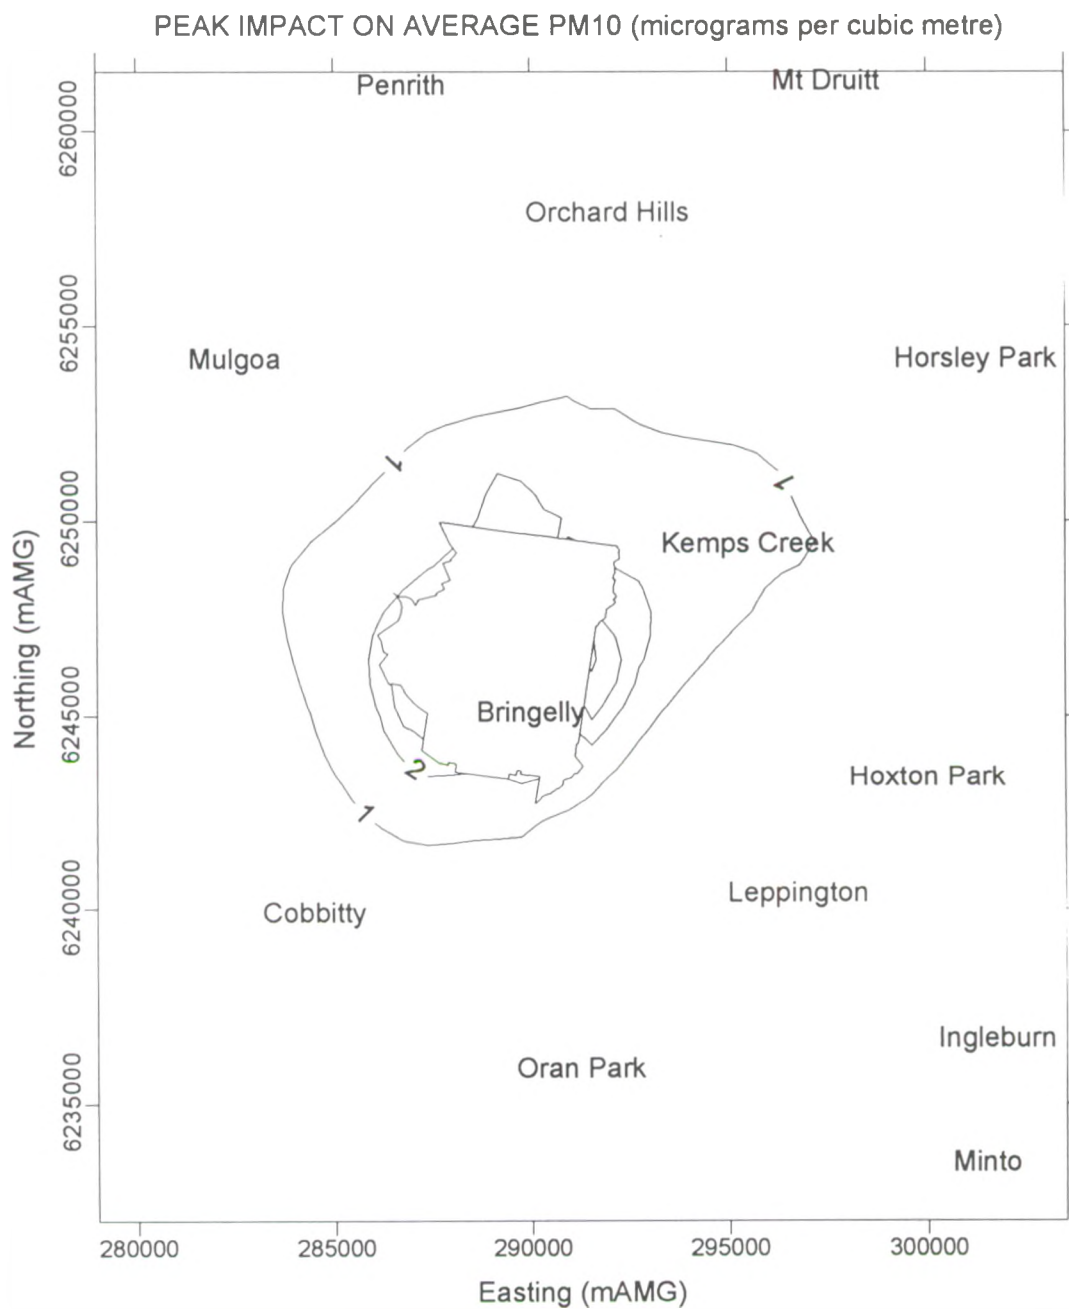 PEAK IMPACT ON AVERAGE PM10 (micrograms per cubic metre)
Penrith
Mt Druitt
6260000
Orchard Hills
6255000
Mulgoa
Horsley Park
1
1
6250000
Kemps Creek
Northing (mAMG)
6245000
Bringelly
2
Hoxton Park
1
Leppington
6240000
Cobbitty
Ingleburn
Oran Park
6235000
Minto
280000
285000
290000
295000
300000
Easting (mAMG)